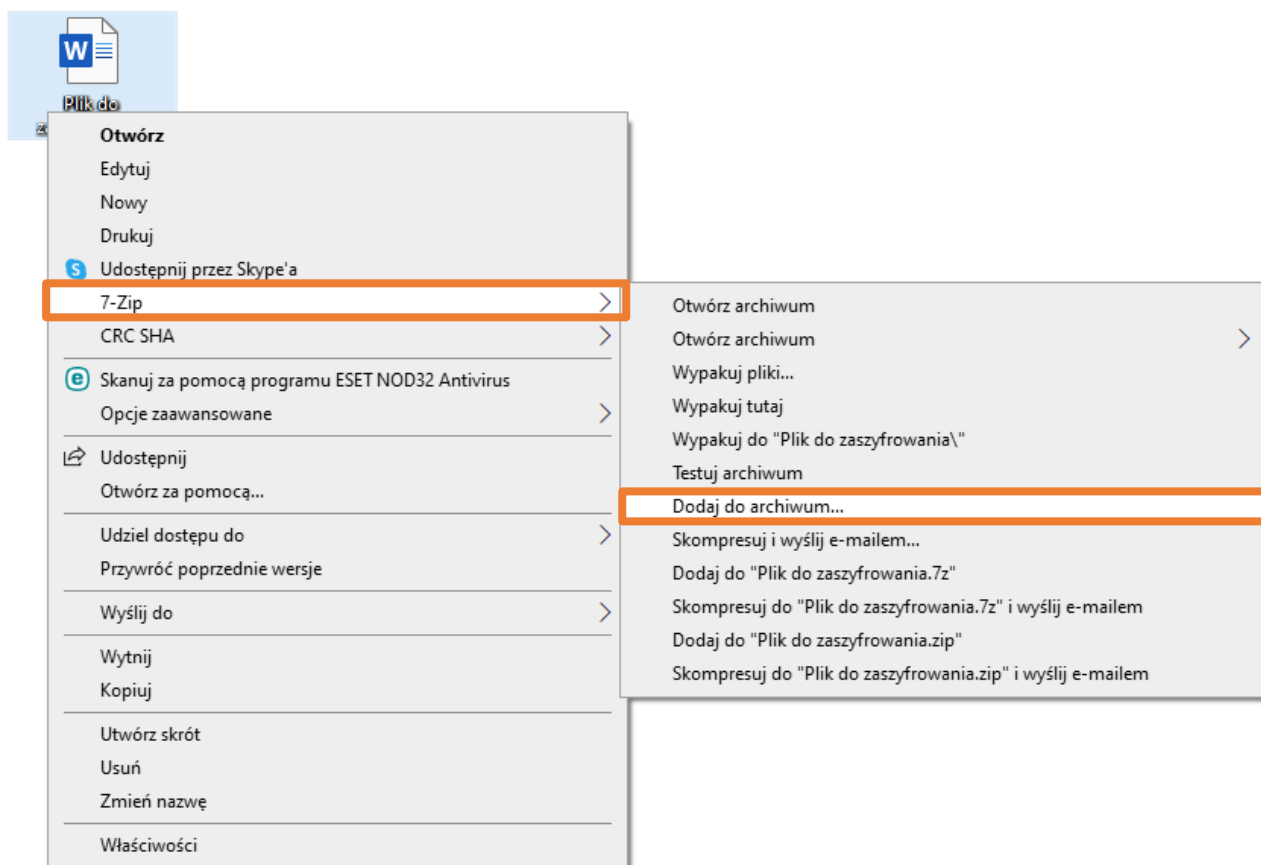 W
Plik do
Otwórz
Edytuj
Nowy
Drukuj
S Udostępnij przez Skype'a
7-Zip
CRC SHA
e Skanuj za pomocą programu ESET NOD32 Antivirus
Opcje zaawansowane
Udostępnij
Otwórz za pomocą...
Udziel dostępu do
Przywróć poprzednie wersje
Wyślij do
Wytnij
Kopiuj
Utwórz skrót
Usuń
Zmień nazwę
Właściwości
Otwórz archiwum
Otwórz archiwum
Wypakuj pliki...
Wypakuj tutaj
Wypakuj do "Plik do zaszyfrowania\"
Testuj archiwum
Dodaj do archiwum...
Skompresuj i wyślij e-mailem...
Dodaj do "Plik do zaszyfrowania.7z"
Skompresuj do "Plik do zaszyfrowania.7z" i wyślij e-mailem
Dodaj do "Plik do zaszyfrowania.zip"
Skompresuj do "Plik do zaszyfrowania.zip" i wyślij e-mailem